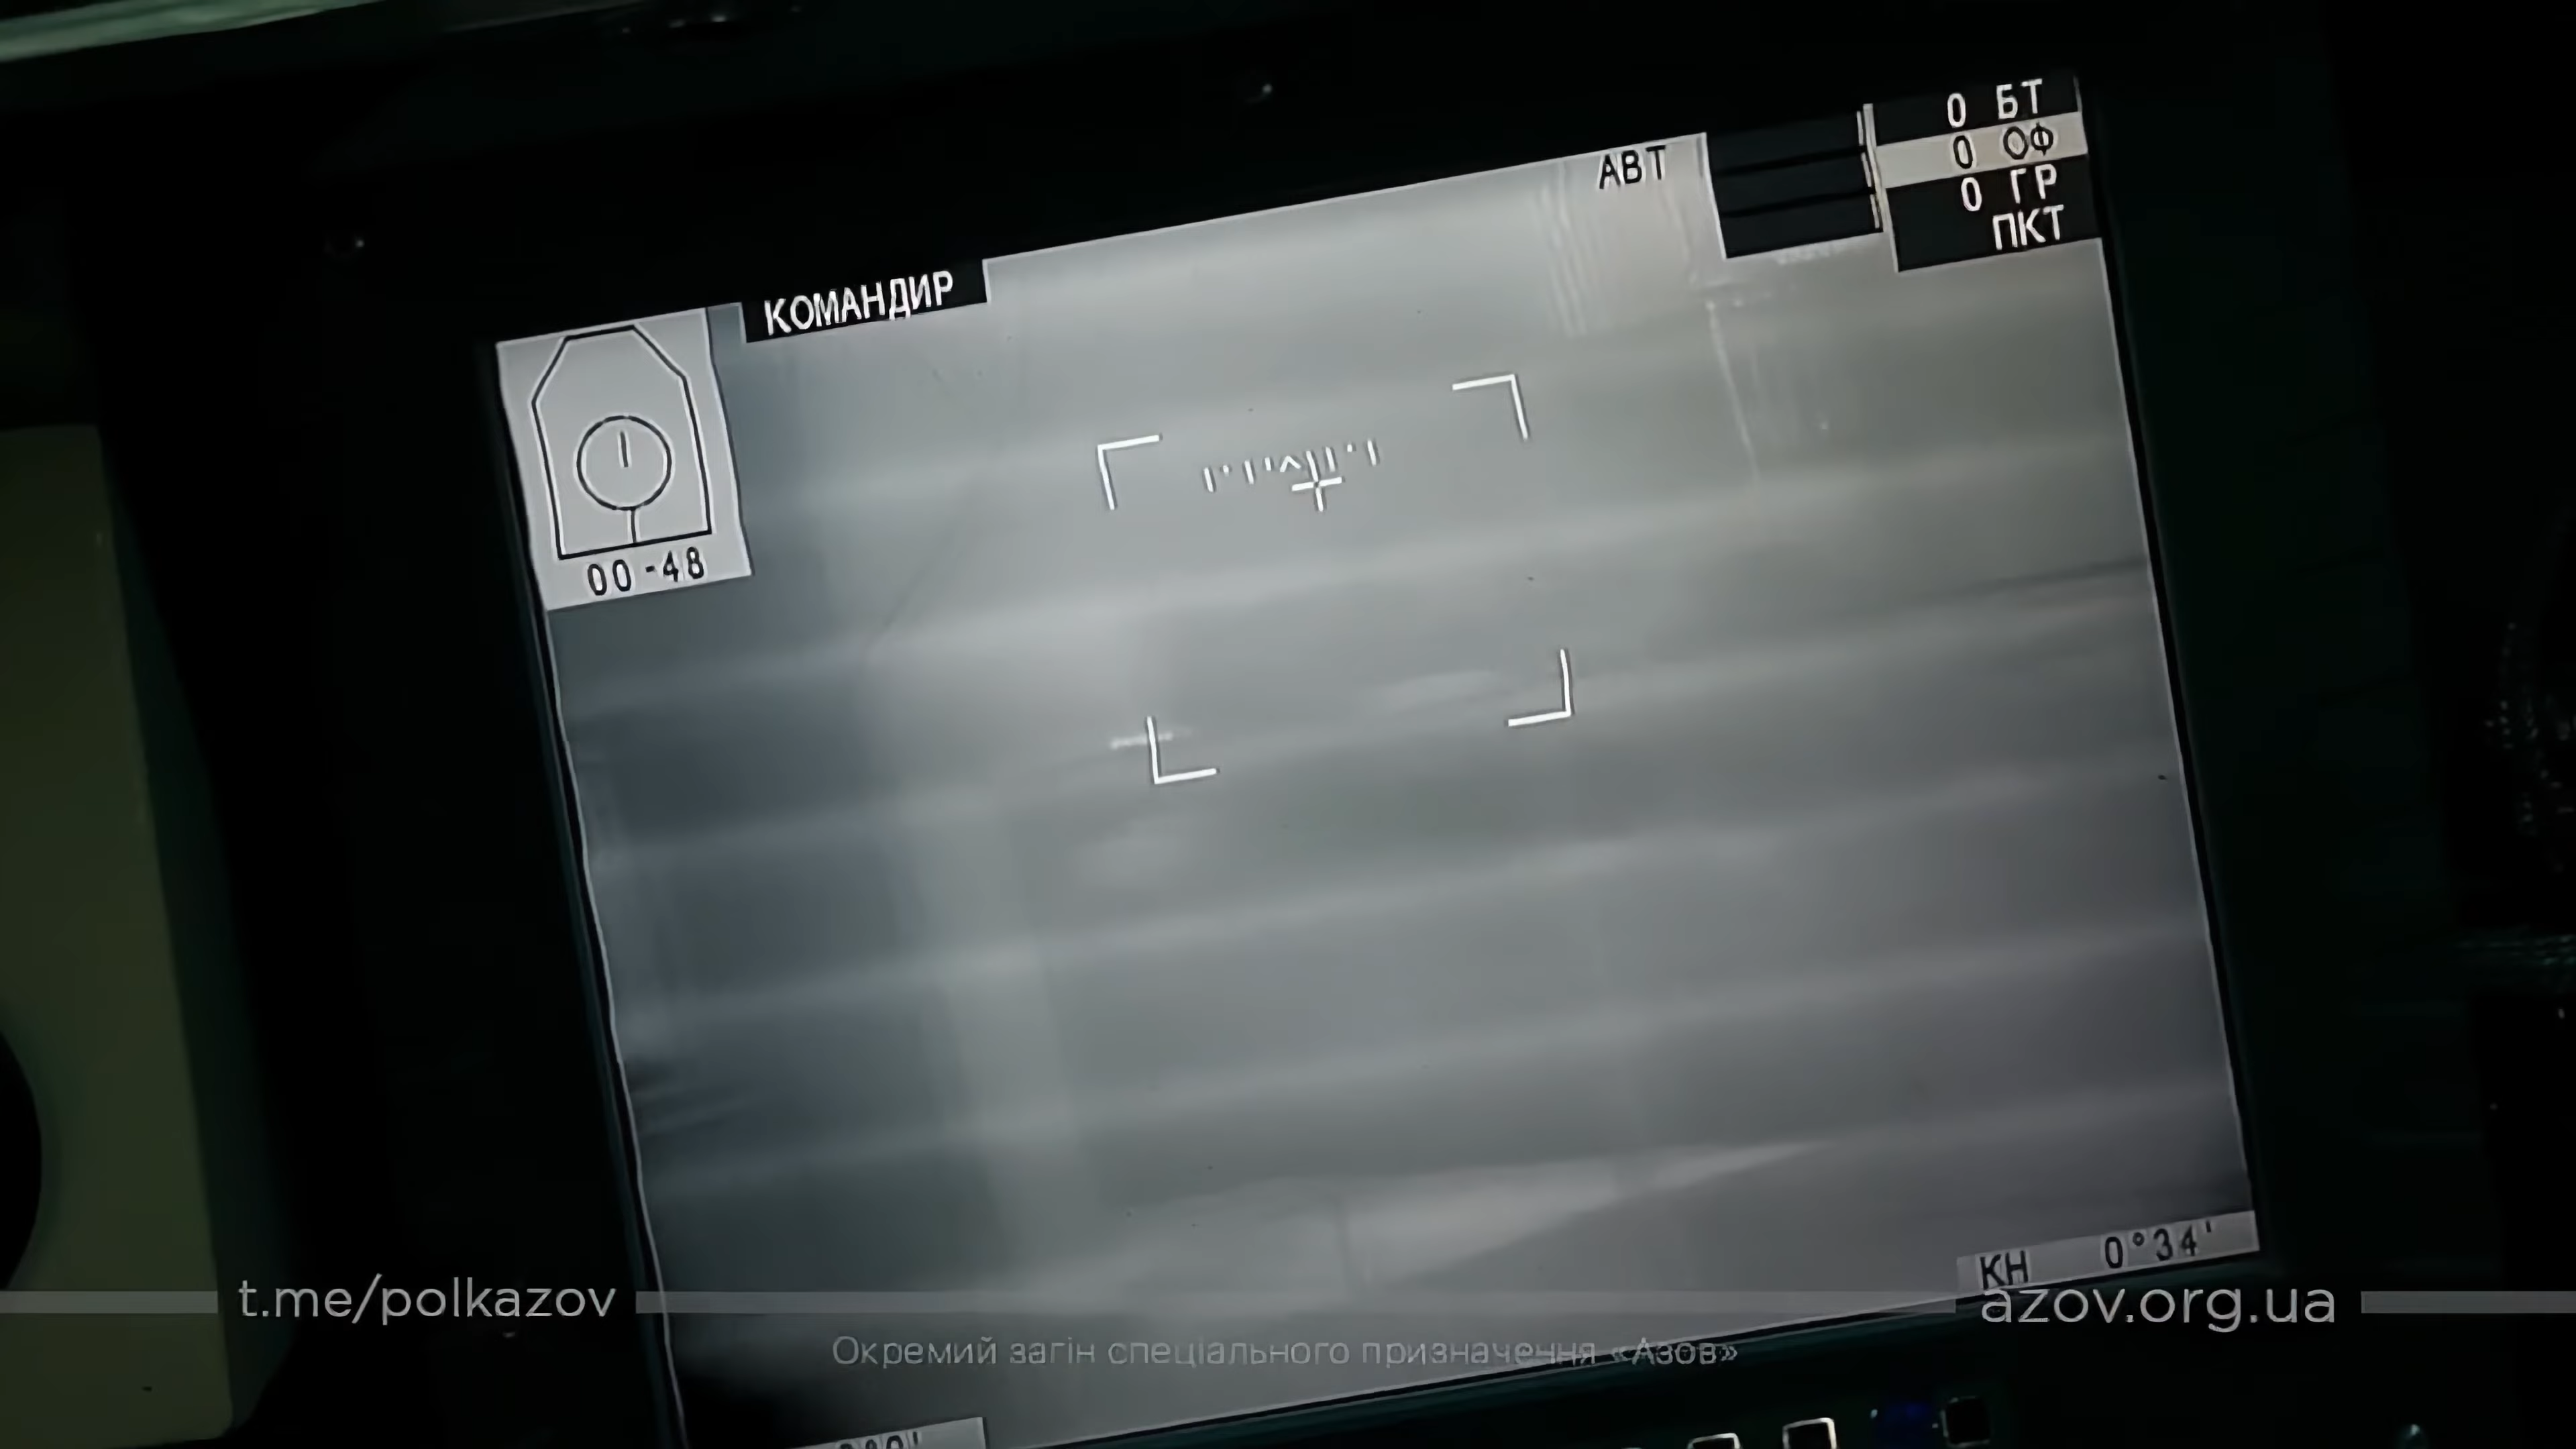 0 БТ
АВТ
0 ОФ
0 ГР
ПКТ
КОМАНДИР
00-48
КН 0°34'
t.me/polkazov
azov.org.ua
Окремий загін спеціального призначення «Азов»